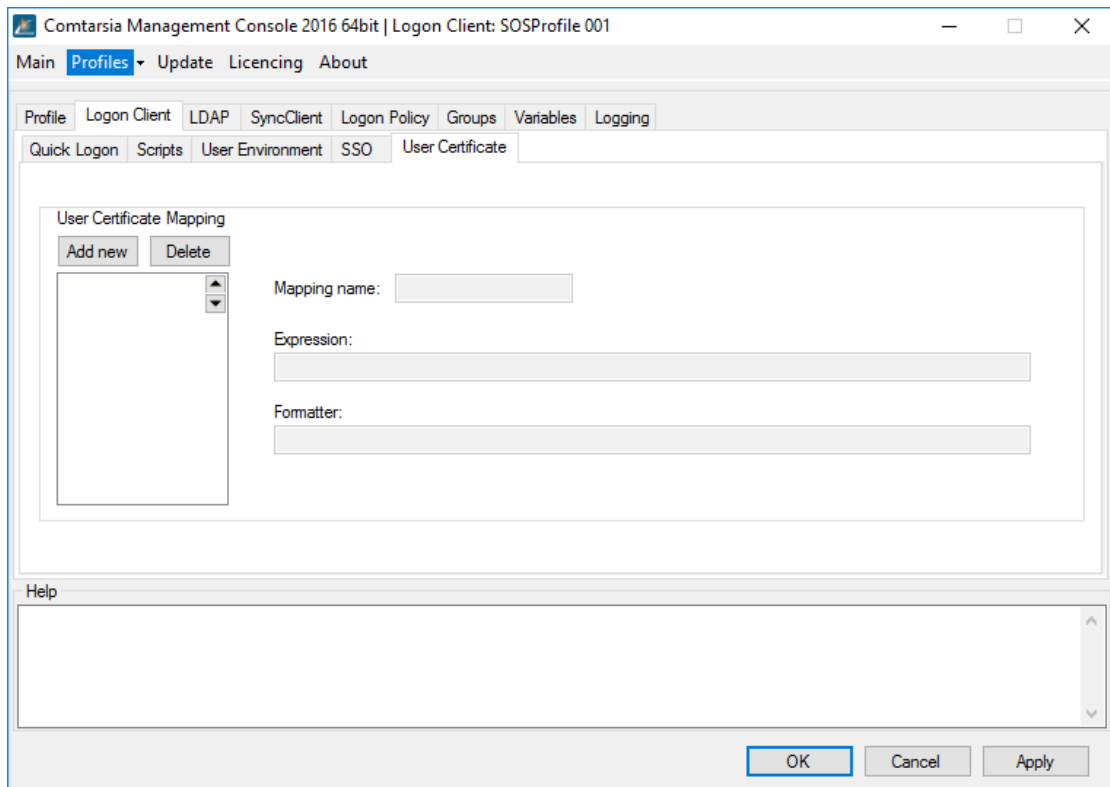 Comtarsia Management Console 2016 64bit | Logon Client: SOSProfile 001
Main Profiles Update Licencing About
Profile Logon Client LDAP SyncClient Logon Policy Groups Variables Logging
Quick Logon Scripts User Environment SSO User Certificate
User Certificate Mapping
Add new Delete
Mapping name:
Expression:
Formatter:
Help
OK Cancel Apply